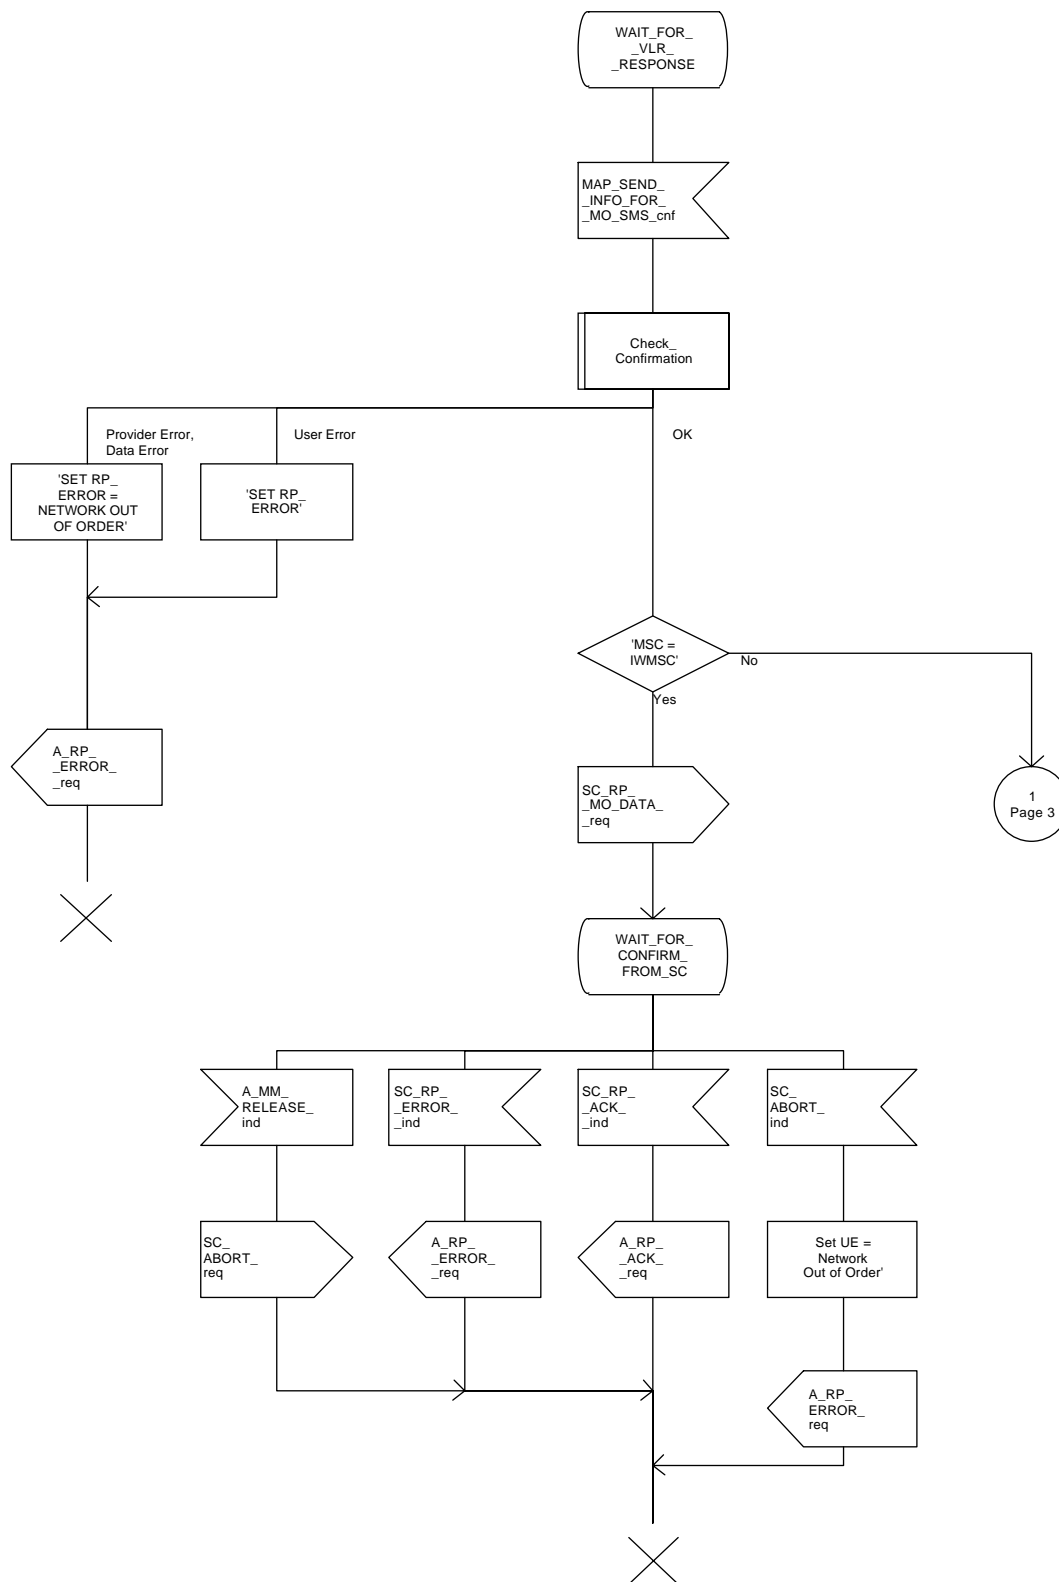 WAIT_FOR_
_VLR_
_RESPONSE
MAP_SEND_
_INFO_FOR_
_MO_SMS_cnf
Check_
Confirmation
Provider Error,
Data Error
User Error
OK
'SET RP_
ERROR =
NETWORK OUT
OF ORDER'
'SET RP_
ERROR'
'MSC =
IWMSC'
No
Yes
A_RP_
_ERROR_
_req
SC_RP_
_MO_DATA_
_req
1
Page 3
WAIT_FOR_
CONFIRM_
FROM_SC
A_MM_
RELEASE_
ind
SC_RP_
_ERROR_
_ind
SC_RP_
_ACK_
_ind
SC_
ABORT_
ind
SC_
ABORT_
req
A_RP_
_ERROR_
_req
A_RP_
_ACK_
_req
Set UE =
Network
Out of Order'
A_RP_
ERROR_
req